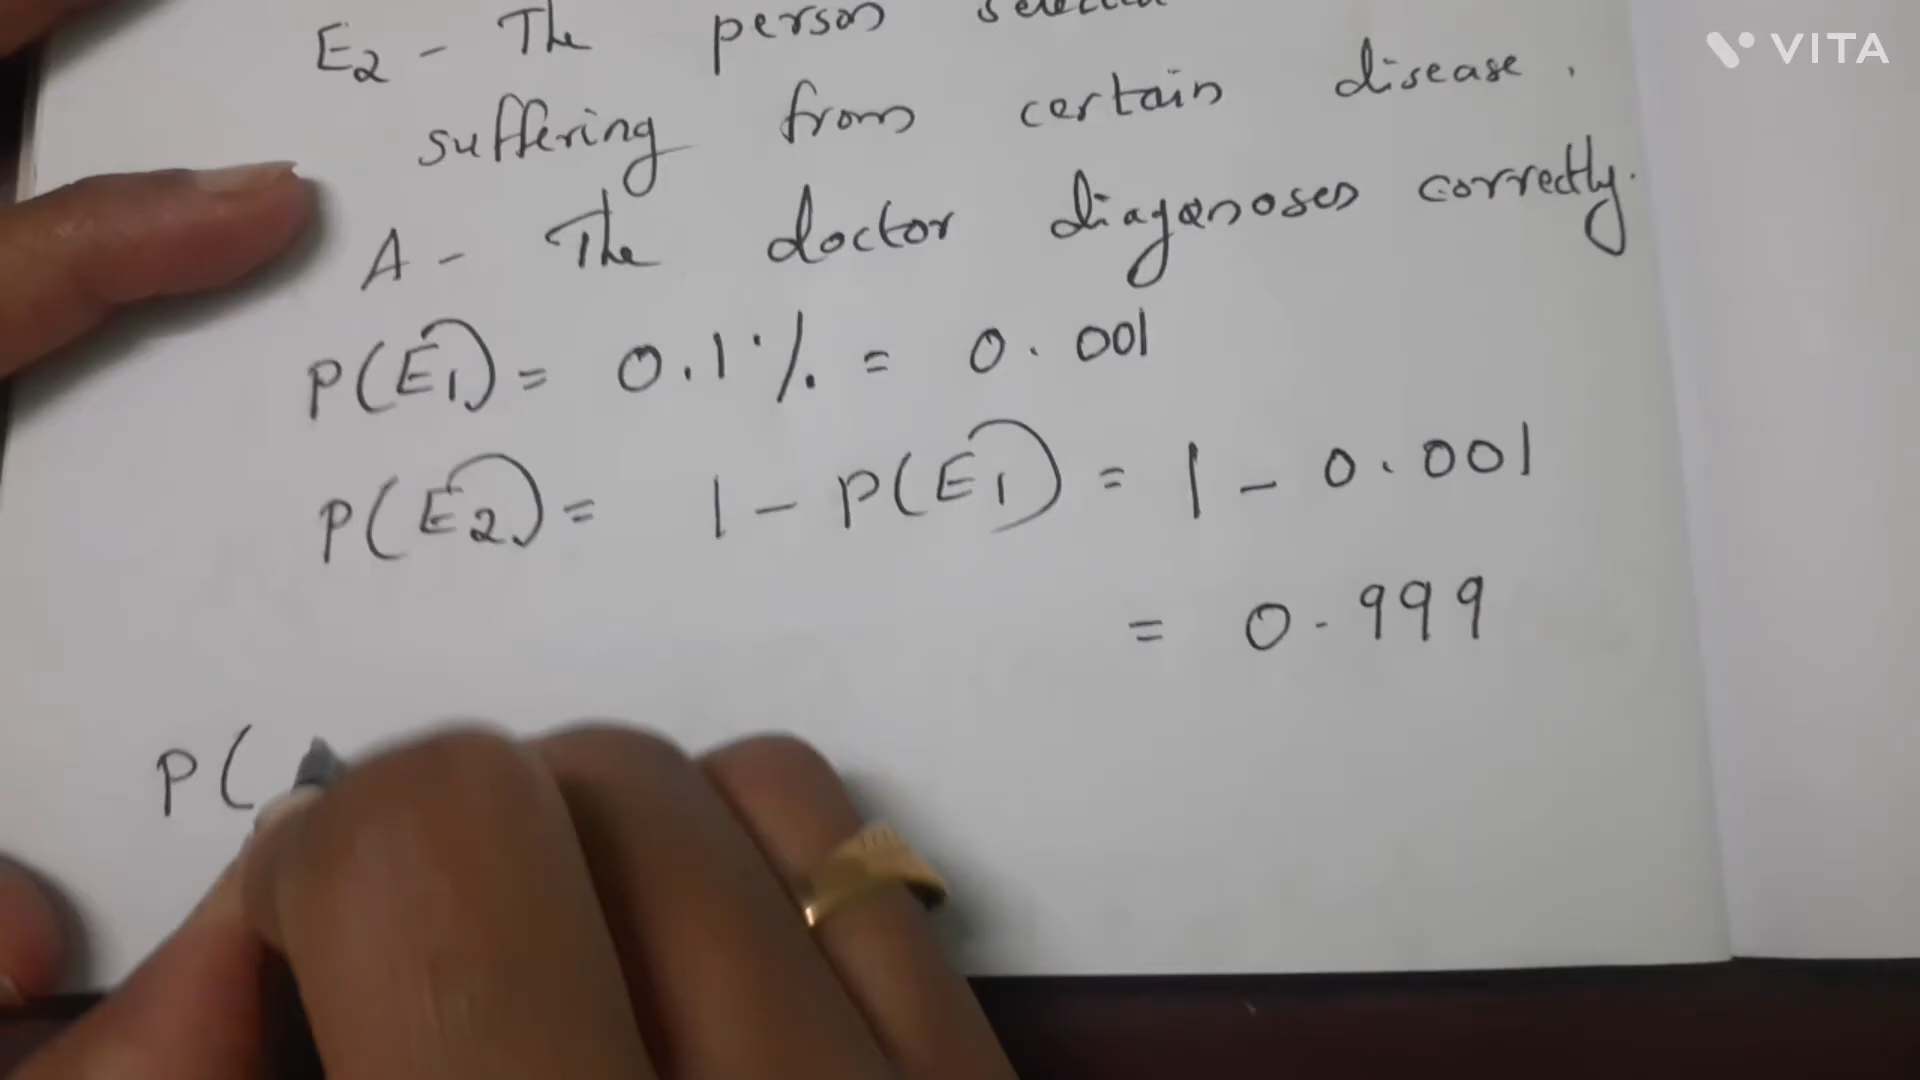 E2 - The person
VITA
suffering from certain disease.
A - The doctor diagonoses correctly.
P(E1) = 0.1% = 0.001
P(E2) = 1 - P(E1) = 1 - 0.001
= 0.999
P(